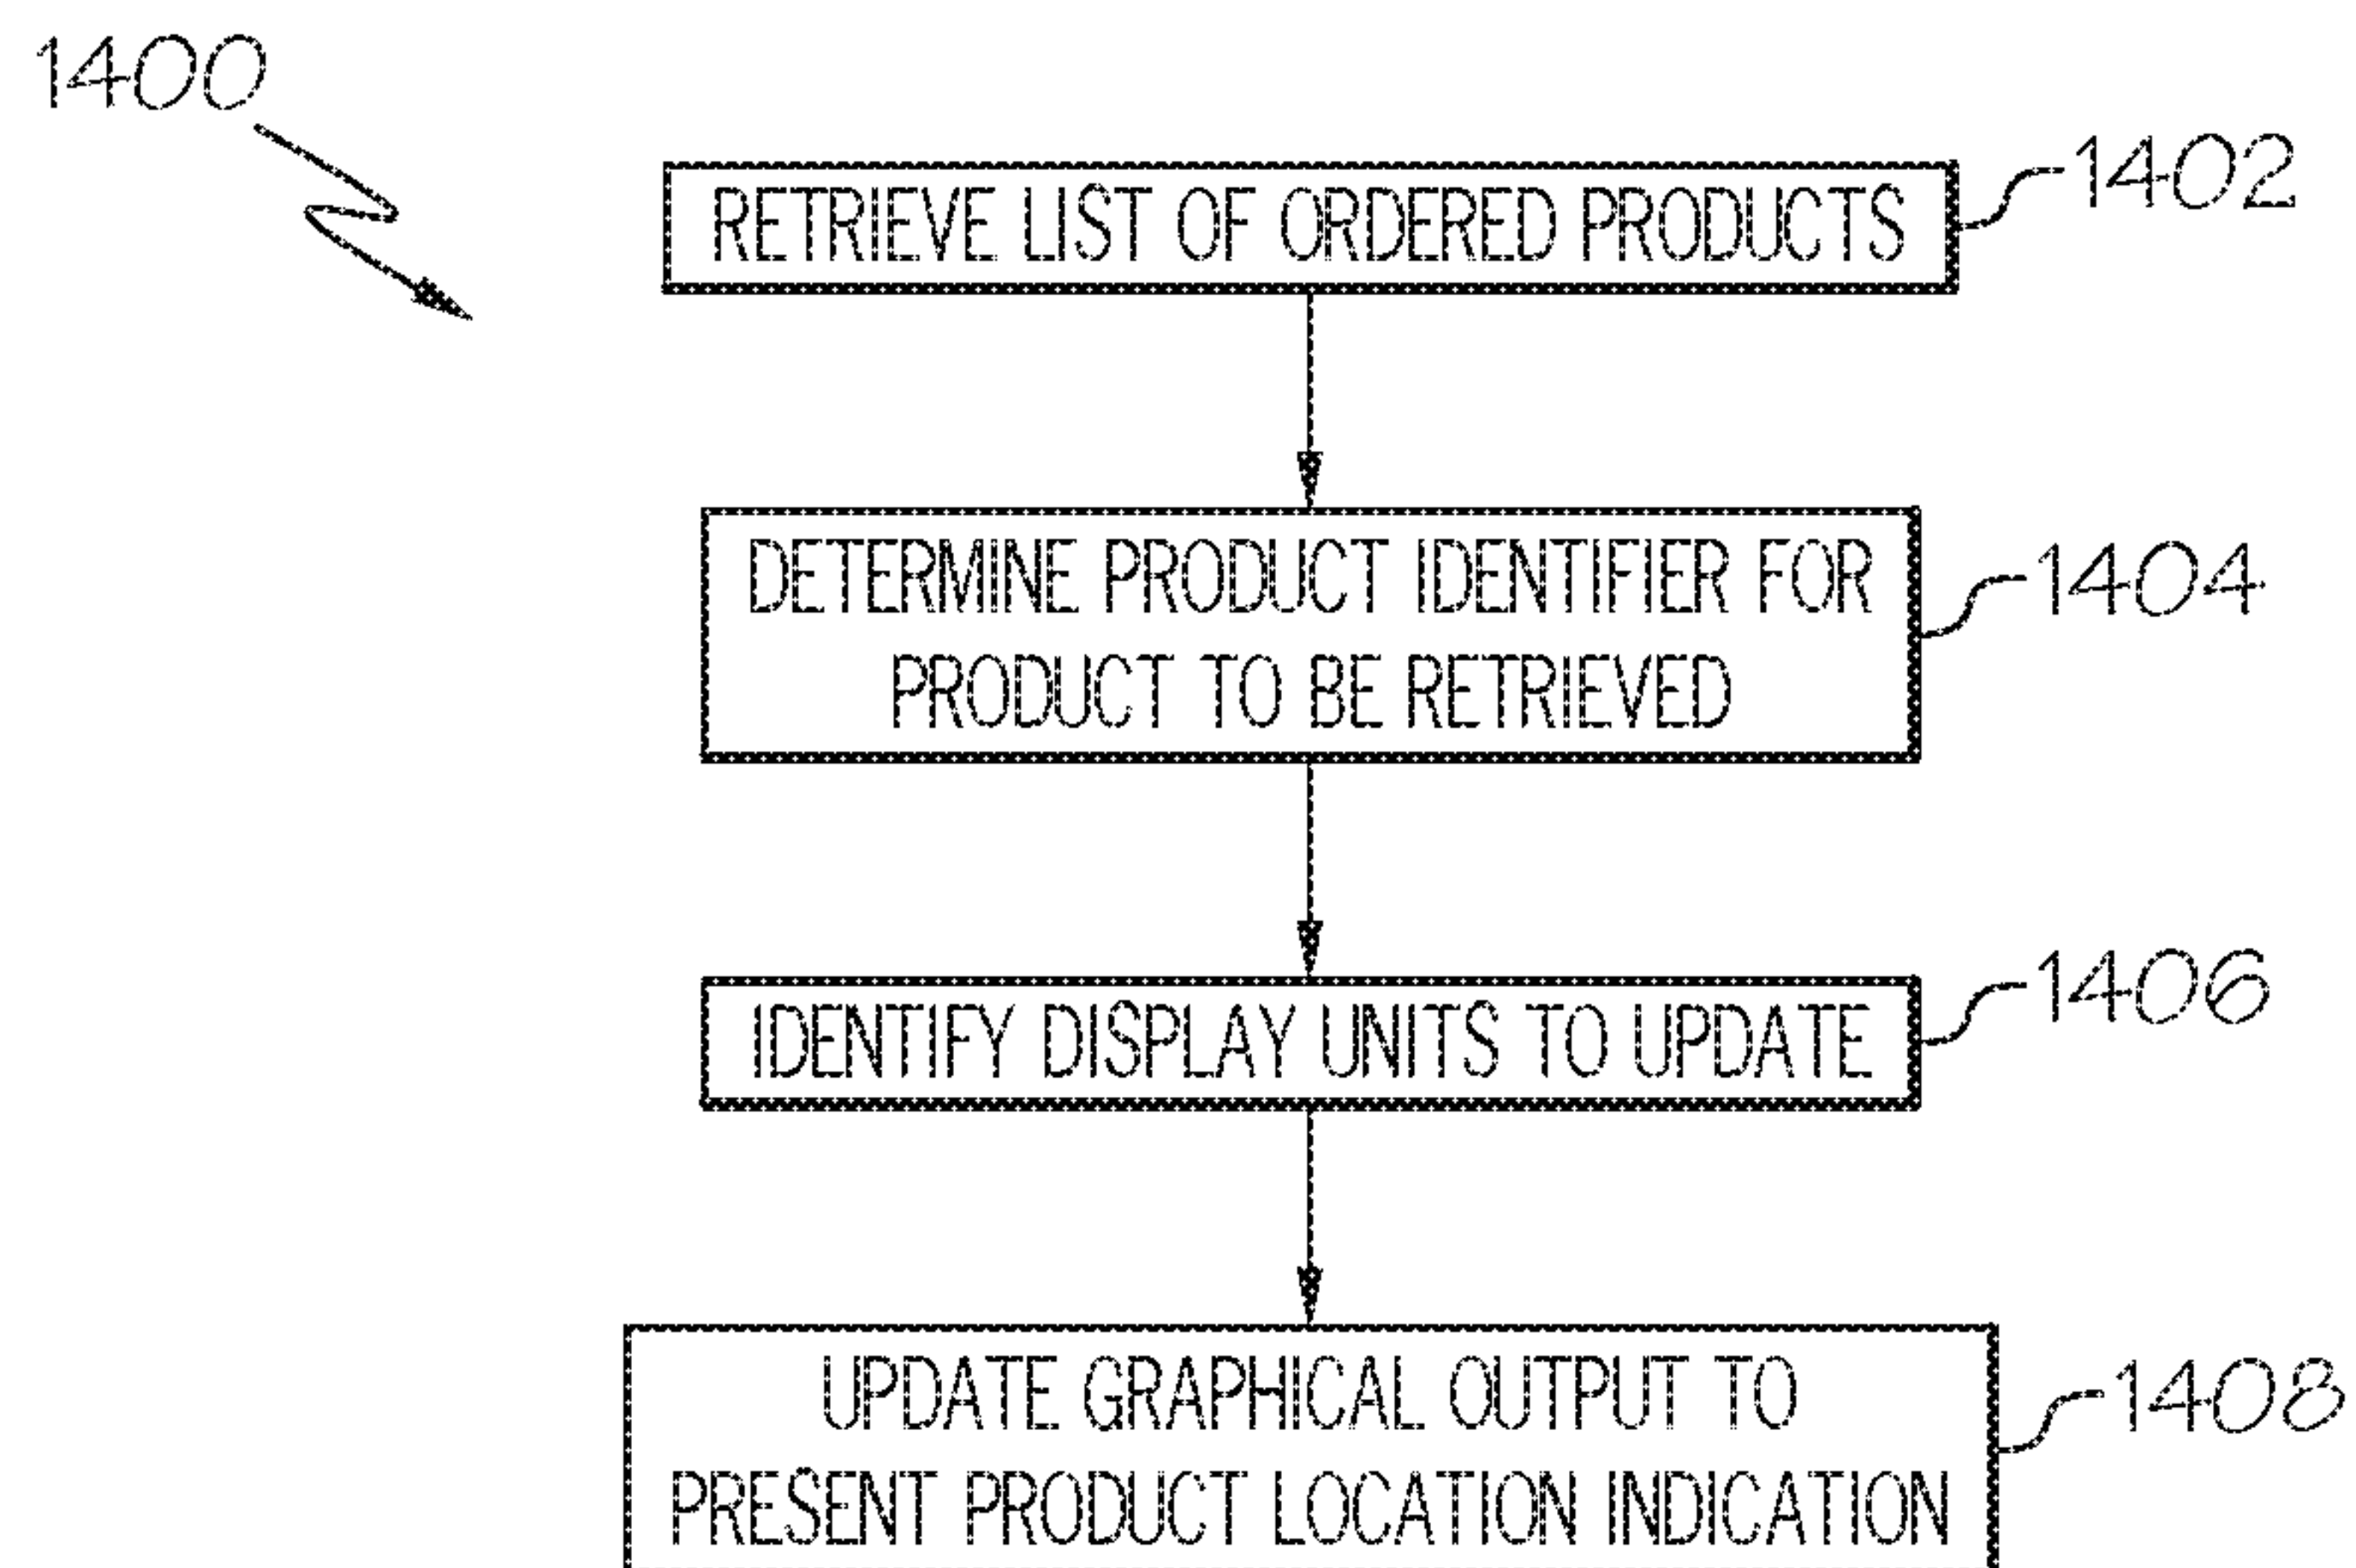 1400
RETRIEVE LIST OF ORDERED PRODUCTS
1402
DETERMINE PRODUCT IDENTIFIER FOR
PRODUCT TO BE RETRIEVED
1404
IDENTIFY DISPLAY UNITS TO UPDATE
1406
UPDATE GRAPHICAL OUTPUT TO
PRESENT PRODUCT LOCATION INDICATION
1408